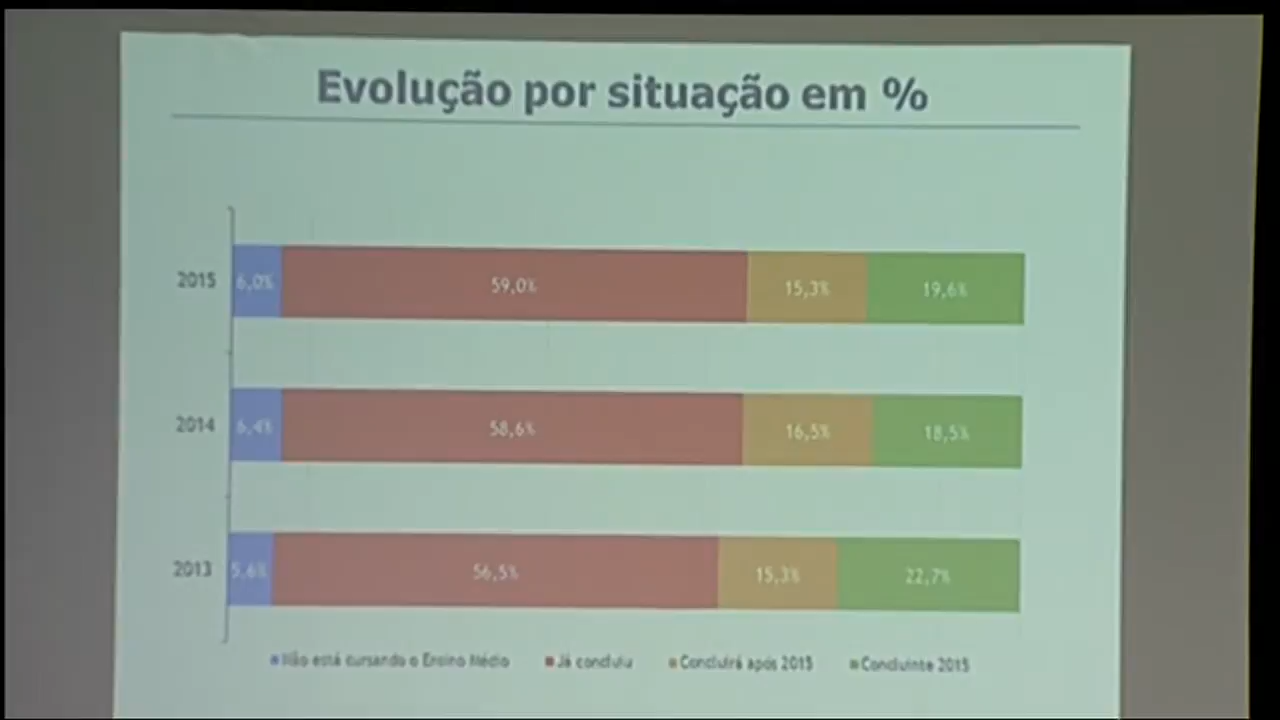 Evolução por situação em %
2015 6,0% 59,0% 15,3% 19,6%
2014 6,4% 58,6% 16,5% 18,5%
2013 5,6% 56,5% 15,3% 22,7%
Não está cursando o Ensino Médio Já concluiu Concluirá após 2015 Concluinte 2015